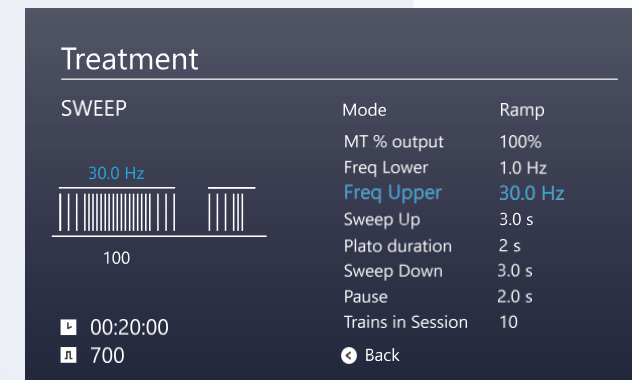 Treatment
SWEEP
30.0 Hz
100
00:20:00
700
Mode Ramp
MT % output 100%
Freq Lower 1.0 Hz
Freq Upper 30.0 Hz
Sweep Up 3.0 s
Plato duration 2 s
Sweep Down 3.0 s
Pause 2.0 s
Trains in Session 10
Back